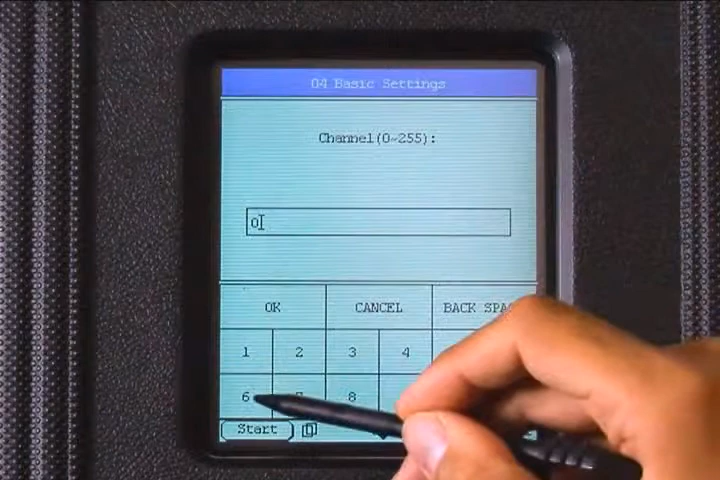 04 Basic Settings
Channel(0~255):
0
OK CANCEL BACK SPA
1 2 3 4
6 8
Start